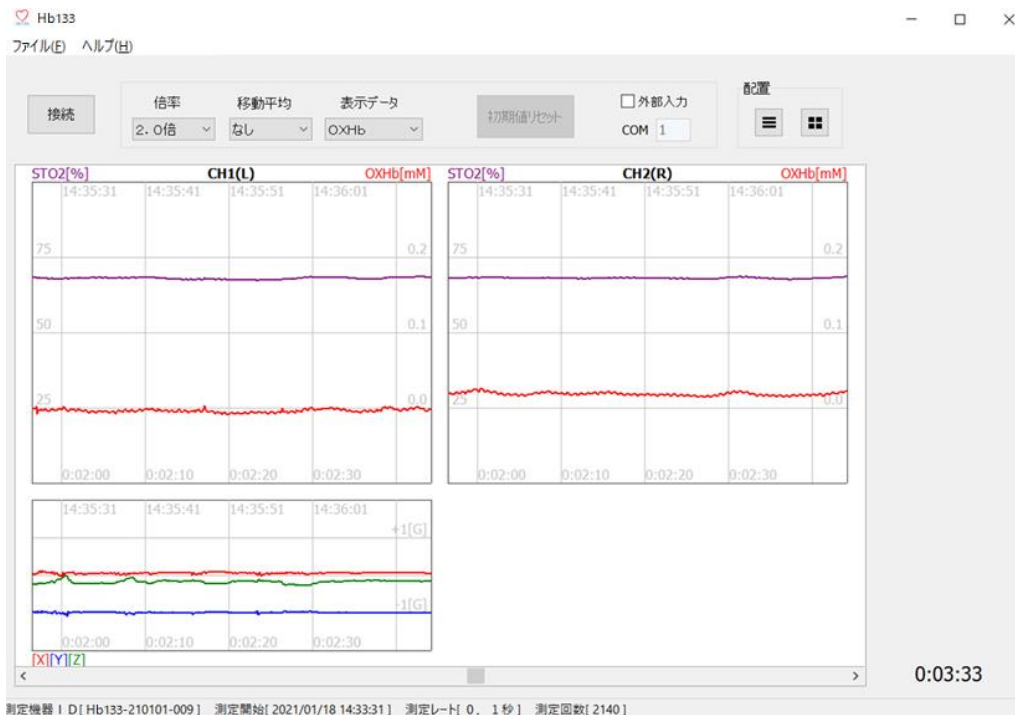 Hb133
ファイル(F) ヘルプ(H)
接続
倍率 移動平均 表示データ
2.0倍 なし OXHb
初期値リセット
外部入力
COM 1
配置
STO2[%] CH1(L) OXHb[mM]
14:35:31 14:35:41 14:35:51 14:36:01
75 0.2
50 0.1
25 0.0
0:02:00 0:02:10 0:02:20 0:02:30
STO2[%] CH2(R) OXHb[mM]
14:35:31 14:35:41 14:35:51 14:36:01
75 0.2
50 0.1
25 0.0
0:02:00 0:02:10 0:02:20 0:02:30
14:35:31 14:35:41 14:35:51 14:36:01
+1[G]
-1[G]
0:02:00 0:02:10 0:02:20 0:02:30
[X][Y][Z]
0:03:33
測定機器ID[Hb133-210101-009] 測定開始[2021/01/18 14:33:31] 測定レート[0.1秒] 測定回数[2140]